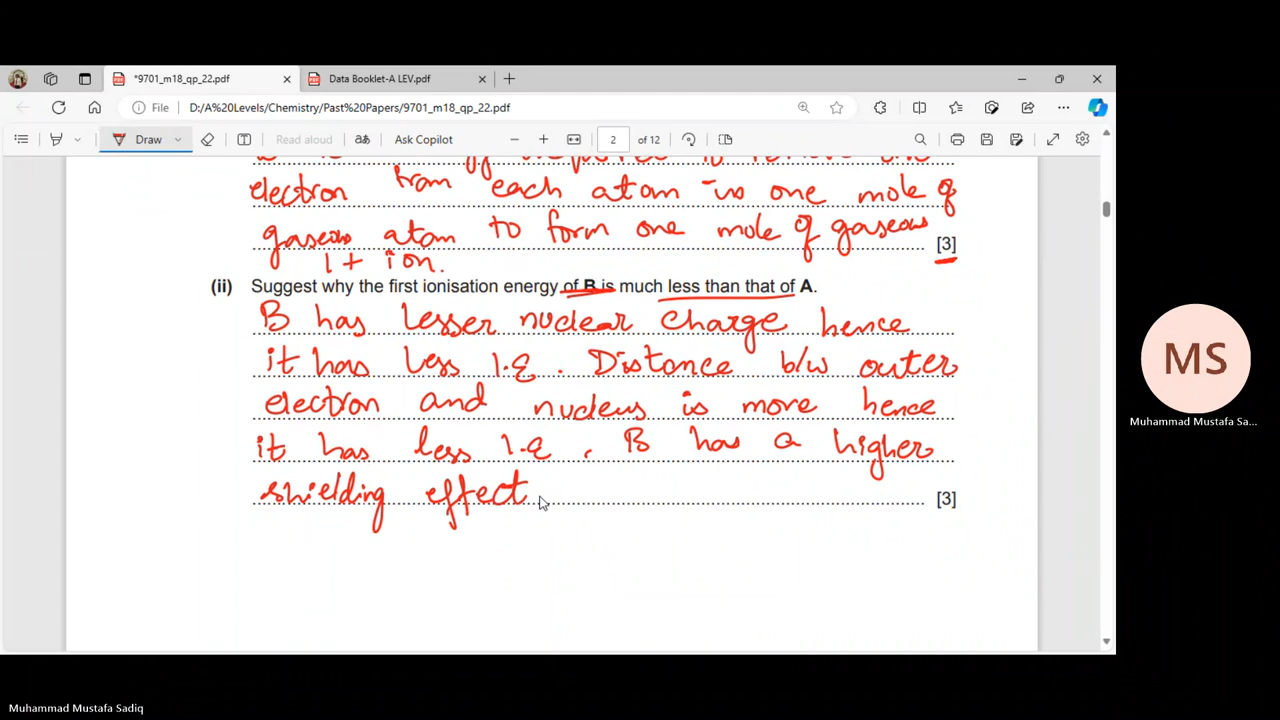 *9701_m18_qp_22.pdf
Data Booklet-A LEV.pdf
File D:/A%20Levels/Chemistry/Past%20Papers/9701_m18_qp_22.pdf
Draw Read aloud Ask Copilot 2 of 12
electron from each atom is one mole of
gaseous atom to form one mole of gaseous [3]
1+ ion.
(ii) Suggest why the first ionisation energy of B is much less than that of A.
B has lesser nuclear charge hence
it has less I.E. Distance b/w outer
electron and nucleus is more hence
it has less I.E. B has a higher
shielding effect [3]
MS
Muhammad Mustafa Sa...
Muhammad Mustafa Sadiq